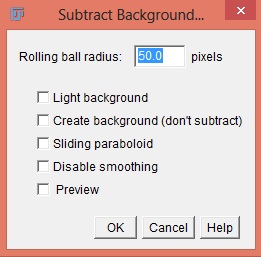 Subtract Background...
Rolling ball radius: 50.0 pixels
Light background
Create background (don't subtract)
Sliding paraboloid
Disable smoothing
Preview
OK Cancel Help